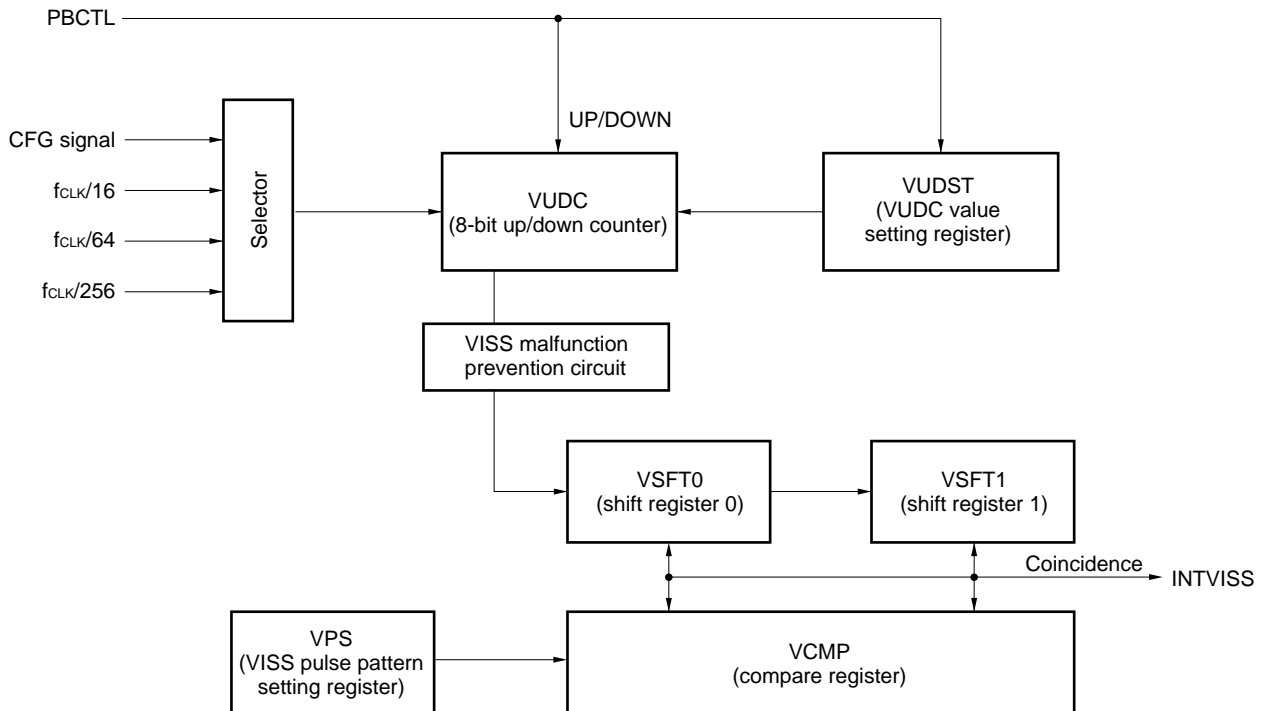 PBCTL
UP/DOWN
CFG signal
fCLK/16
fCLK/64
fCLK/256
Selector
VUDC
(8-bit up/down counter)
VUDST
(VUDC value
setting register)
VISS malfunction
prevention circuit
VSFT0
(shift register 0)
VSFT1
(shift register 1)
Coincidence
INTVISS
VPS
(VISS pulse pattern
setting register)
VCMP
(compare register)